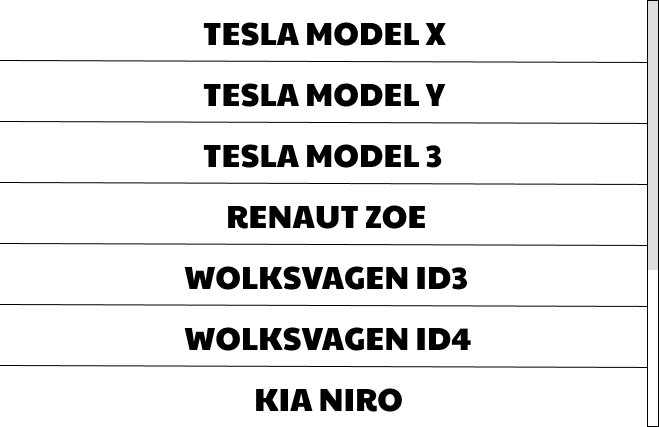 TESLA MODEL X
TESLA MODEL Y
TESLA MODEL 3
RENAUT ZOE
WOLKSVAGEN ID3
WOLKSVAGEN ID4
KIA NIRO